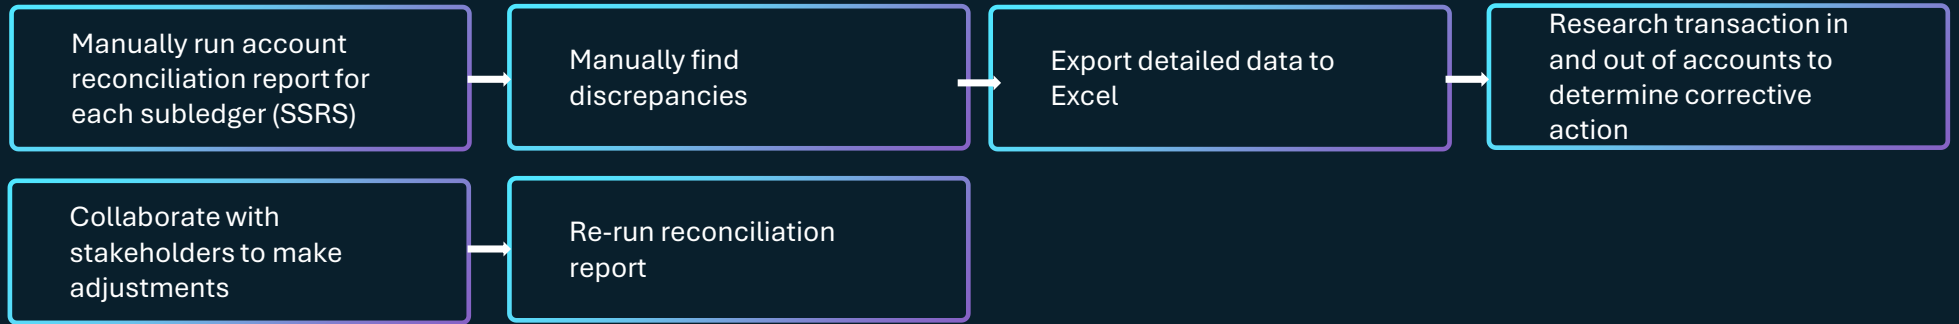 Manually run account
reconciliation report for
each subledger (SSRS)
Manually find
discrepancies
Export detailed data to
Excel
Research transaction in
and out of accounts to
determine corrective
action
Collaborate with
stakeholders to make
adjustments
Re-run reconciliation
report